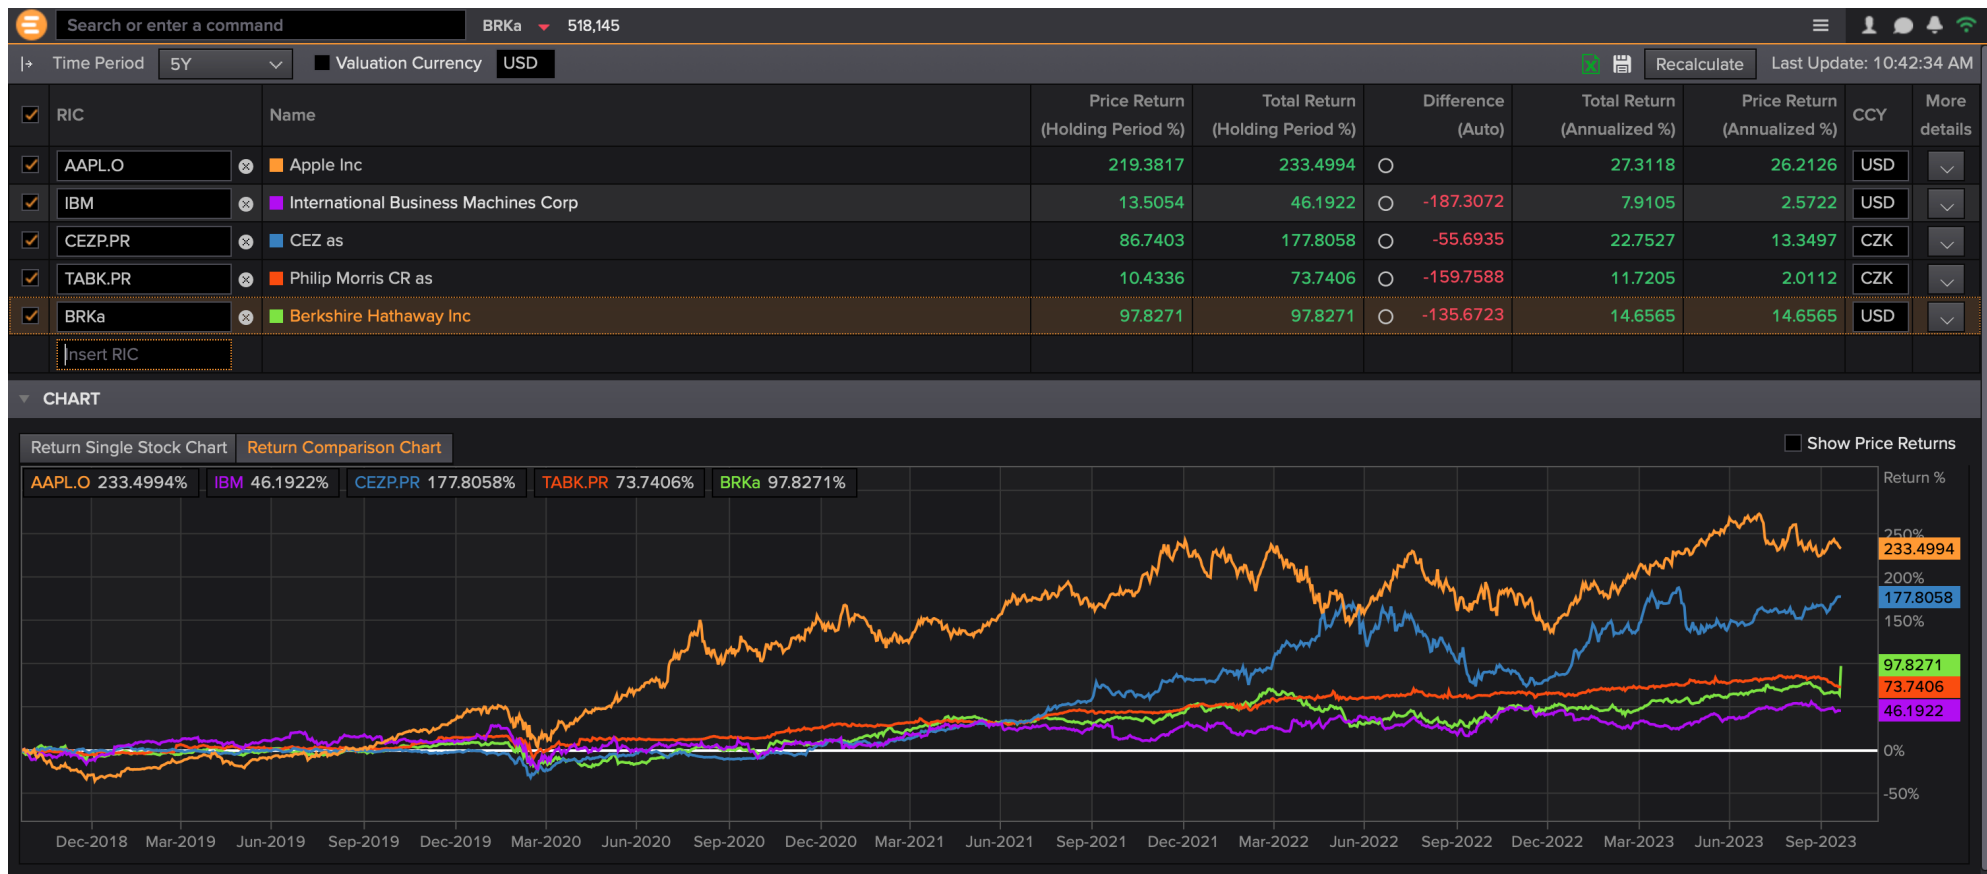 Search or enter a command BRKa 518,145
Time Period 5Y Valuation Currency USD Recalculate Last Update: 10:42:34 AM
RIC Name Price Return (Holding Period %) Total Return (Holding Period %) Difference (Auto) Total Return (Annualized %) Price Return (Annualized %) CCY More details
AAPL.O Apple Inc 219.3817 233.4994 27.3118 26.2126 USD
IBM International Business Machines Corp 13.5054 46.1922 -187.3072 7.9105 2.5722 USD
CEZP.PR CEZ as 86.7403 177.8058 -55.6935 22.7527 13.3497 CZK
TABK.PR Philip Morris CR as 10.4336 73.7406 -159.7588 11.7205 2.0112 CZK
BRKa Berkshire Hathaway Inc 97.8271 97.8271 -135.6723 14.6565 14.6565 USD
Insert RIC
CHART
Return Single Stock Chart Return Comparison Chart Show Price Returns
AAPL.O 233.4994% IBM 46.1922% CEZP.PR 177.8058% TABK.PR 73.7406% BRKa 97.8271%
Return %
250%
233.4994
200%
177.8058
150%
97.8271
73.7406
46.1922
0%
-50%
Dec-2018 Mar-2019 Jun-2019 Sep-2019 Dec-2019 Mar-2020 Jun-2020 Sep-2020 Dec-2020 Mar-2021 Jun-2021 Sep-2021 Dec-2021 Mar-2022 Jun-2022 Sep-2022 Dec-2022 Mar-2023 Jun-2023 Sep-2023